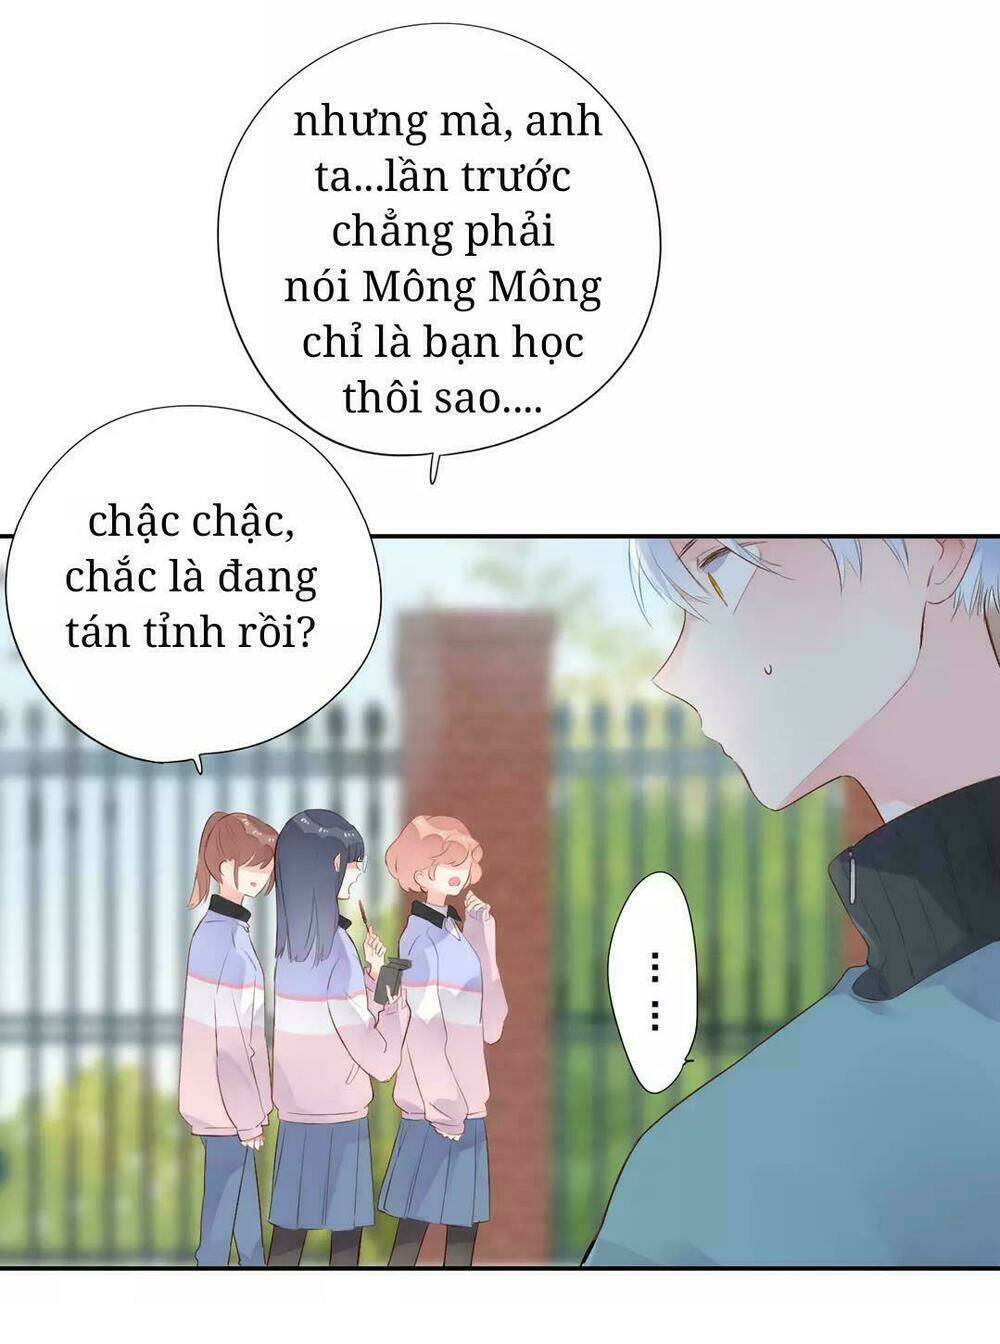 nhưng mà, anh
ta...lần trước
chẳng phải
nói Mông Mông
chỉ là bạn học
thôi sao....
chậc chậc,
chắc là đang
tán tỉnh rồi?
......